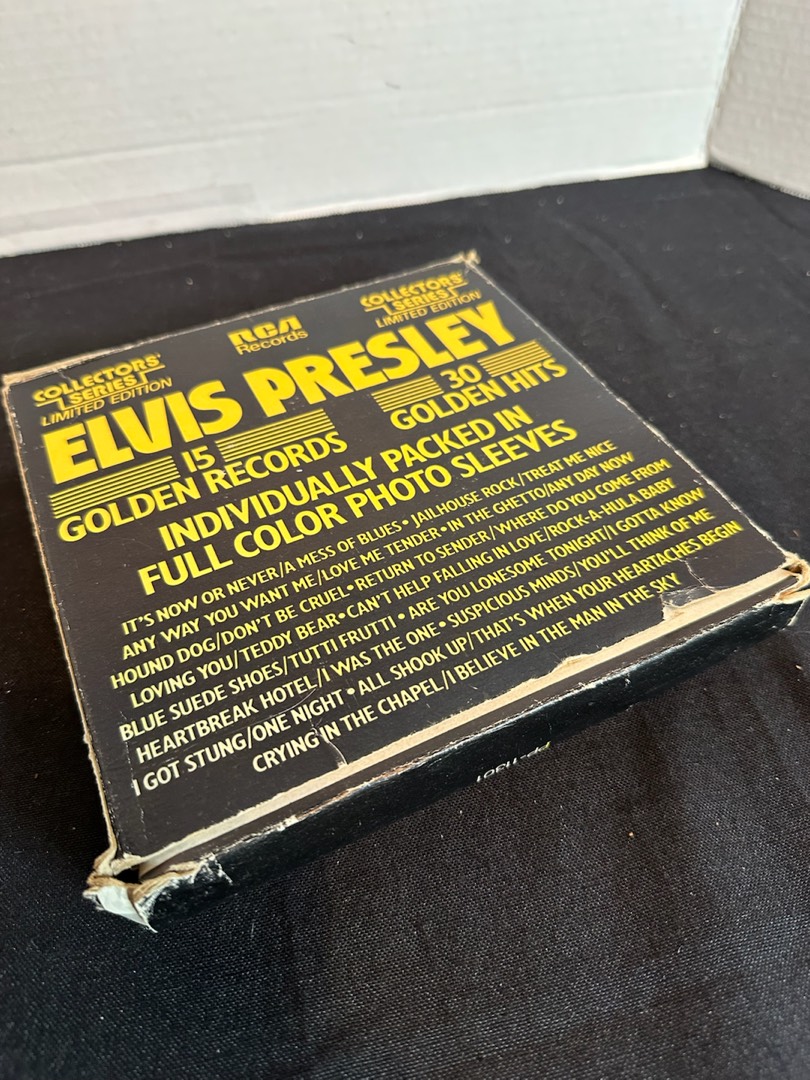 COLLECTORS' SERIES LIMITED EDITION
RCA Records
COLLECTORS' SERIES LIMITED EDITION
ELVIS PRESLEY
15 GOLDEN RECORDS
30 GOLDEN HITS
INDIVIDUALLY PACKED IN
FULL COLOR PHOTO SLEEVES
IT'S NOW OR NEVER/A MESS OF BLUES • JAILHOUSE ROCK/TREAT ME NICE
ANY WAY YOU WANT ME/LOVE ME TENDER • IN THE GHETTO/ANY DAY NOW
HOUND DOG/DON'T BE CRUEL • RETURN TO SENDER/WHERE DO YOU COME FROM
LOVING YOU/TEDDY BEAR • CAN'T HELP FALLING IN LOVE/ROCK-A-HULA BABY
BLUE SUEDE SHOES/TUTTI FRUTTI • ARE YOU LONESOME TONIGHT/I GOTTA KNOW
HEARTBREAK HOTEL/I WAS THE ONE • SUSPICIOUS MINDS/YOU'LL THINK OF ME
I GOT STUNG/ONE NIGHT • ALL SHOOK UP/THAT'S WHEN YOUR HEARTACHES BEGIN
CRYING IN THE CHAPEL/I BELIEVE IN THE MAN IN THE SKY